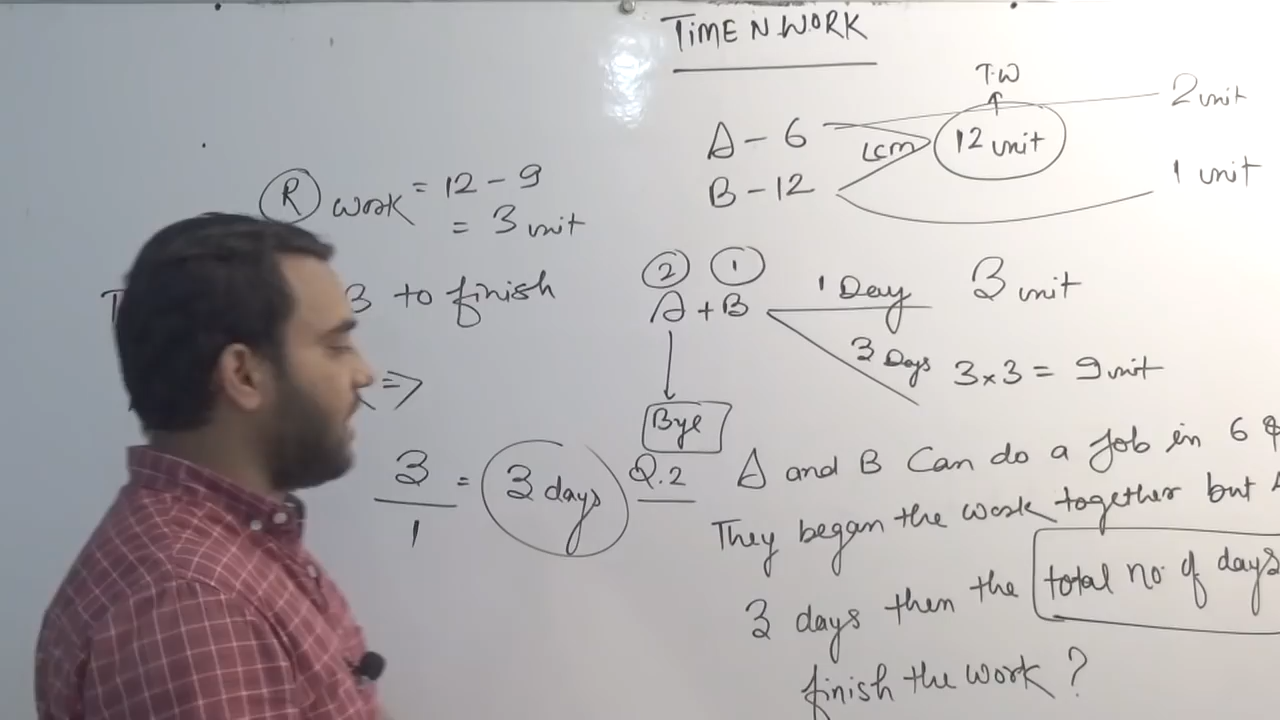 TIME N WORK
T.W
A - 6
LCM
12 unit
2 unit
B - 12
1 unit
R work = 12 - 9
= 3 unit
T
3 to finish
=>
3
1
= 3 days
2 1
A + B
1 Day 3 unit
3 Days 3 x 3 = 9 unit
Bye
Q.2 A and B Can do a Job in 6
They began the work together but A
3 days then the total no. of days
finish the work ?